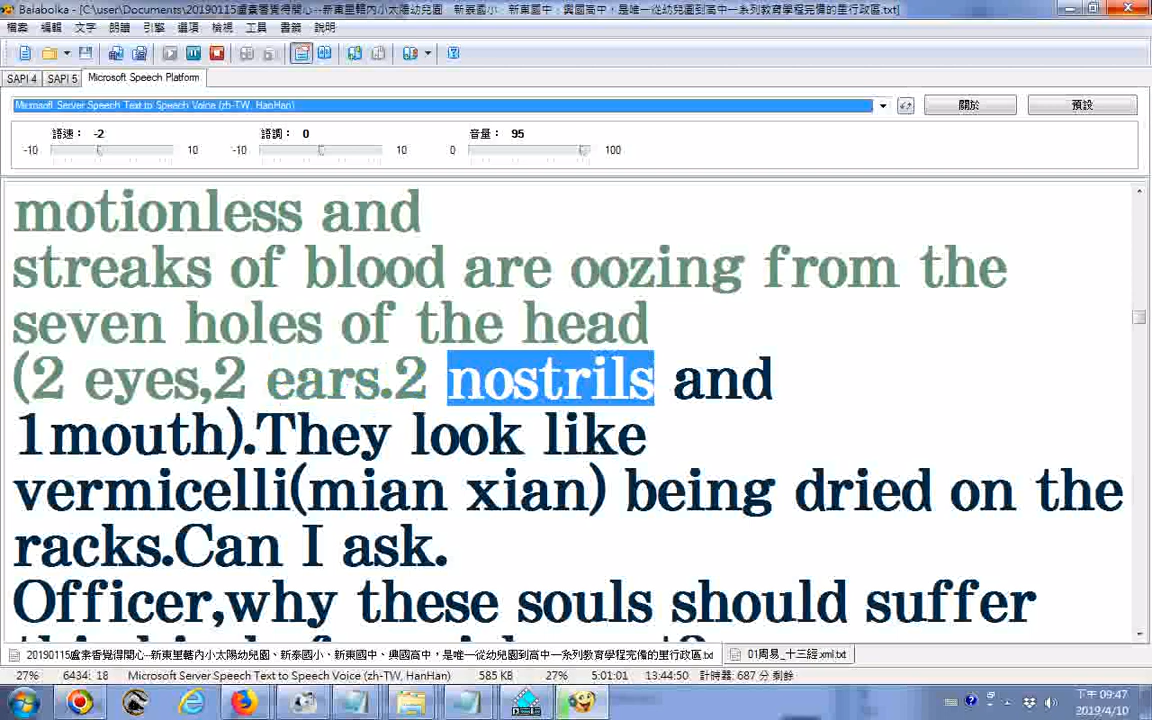 Balabolka - [C:\user\Documents\20190115盧素香覺得開心--新東里轄內小太陽幼兒園、新泰國小、新東國中、興國高中，是唯一從幼兒園到高中一系列教育學程完備的里行政區.txt]
檔案 編輯 文字 朗讀 引擎 選項 檢視 工具 書籤 說明
SAPI 4 SAPI 5 Microsoft Speech Platform
Microsoft Server Speech Text to Speech Voice (zh-TW, HanHan) 關於 預設
語速： -2 語調： 0 音量： 95
-10 10 -10 10 0 100
motionless and
streaks of blood are oozing from the
seven holes of the head
(2 eyes,2 ears.2 nostrils and
1mouth).They look like
vermicelli(mian xian) being dried on the
racks.Can I ask.
Officer,why these souls should suffer
20190115盧素香覺得開心--新東里轄內小太陽幼兒園、新泰國小、新東國中、興國高中，是唯一從幼兒園到高中一系列教育學程完備的里行政區.txt 01周易_十三經.xml.txt
27% 6434: 18 Microsoft Server Speech Text to Speech Voice (zh-TW, HanHan) 585 KB 27% 5:01:01 13:44:50 計時器: 687 分 剩餘
下午 09:47
2019/4/10